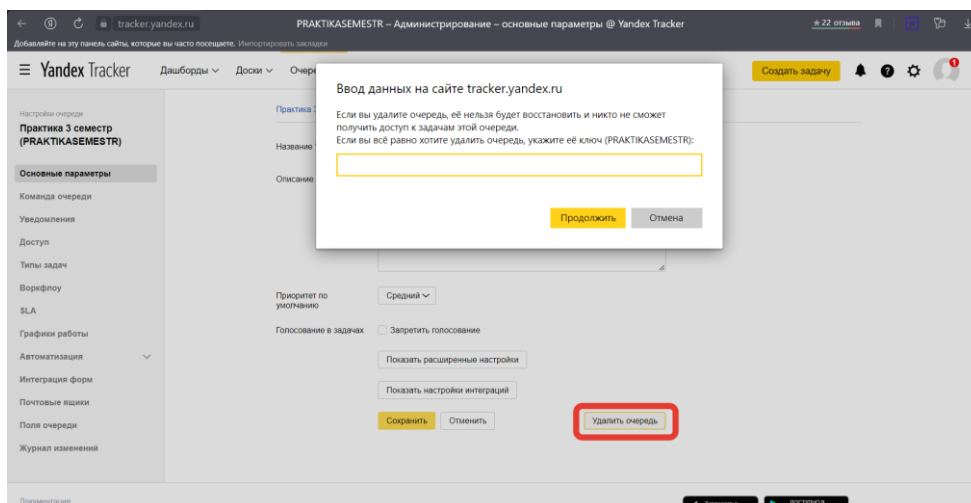 tracker.yandex.ru
PRAKTIKASEMESTR – Администрирование – основные параметры @ Yandex Tracker
★ 22 отзыва
Добавляйте на эту панель сайты, которые вы часто посещаете. Импортировать закладки
Yandex Tracker
Дашборды
Доски
Очере
Создать задачу
1
Настройки очереди
Практика 3 семестр
(PRAKTIKASEMESTR)
Основные параметры
Команда очереди
Уведомления
Доступ
Типы задач
Воркфлоу
SLA
Графики работы
Автоматизация
Интеграция форм
Почтовые ящики
Поля очереди
Журнал изменений
Документация
Практика
Название
Описание
Ввод данных на сайте tracker.yandex.ru
Если вы удалите очередь, её нельзя будет восстановить и никто не сможет
получить доступ к задачам этой очереди.
Если вы всё равно хотите удалить очередь, укажите её ключ (PRAKTIKASEMESTR):
Продолжить
Отмена
Приоритет по
умолчанию
Средний
Голосование в задачах
Запретить голосование
Показать расширенные настройки
Показать настройки интеграций
Сохранить
Отменить
Удалить очередь